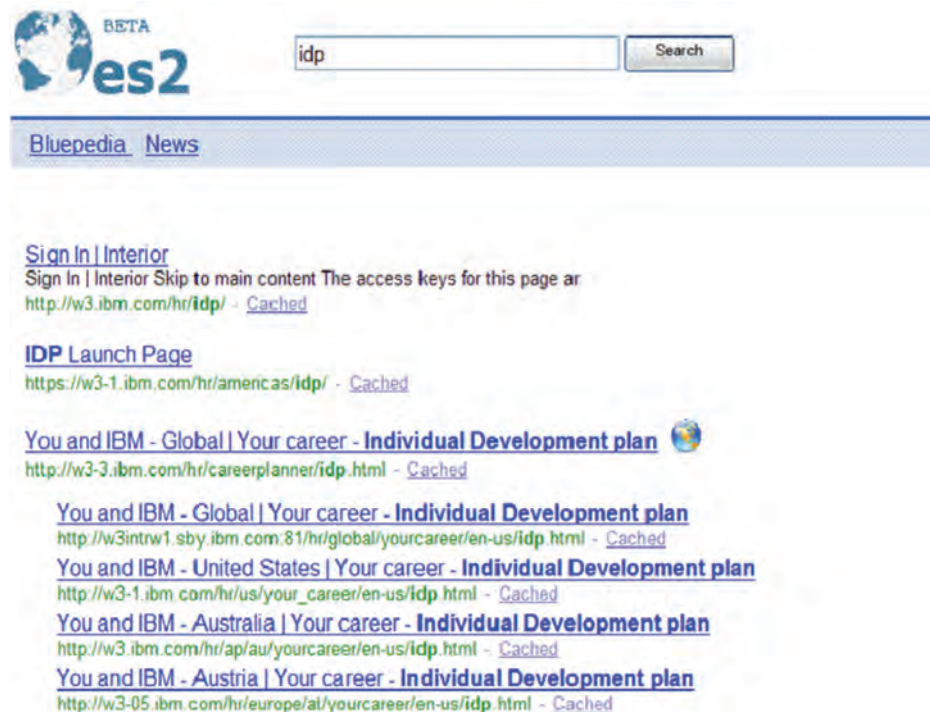 BETA
es2
idp
Search
Bluepedia News
Sign In | Interior
Sign In | Interior Skip to main content The access keys for this page ar
http://w3.ibm.com/hr/idp/ - Cached
IDP Launch Page
https://w3-1.ibm.com/hr/americas/idp/ - Cached
You and IBM - Global | Your career - Individual Development plan
http://w3-3.ibm.com/hr/careerplanner/idp.html - Cached
You and IBM - Global | Your career - Individual Development plan
http://w3intrw1.sby.ibm.com:81/hr/global/yourcareer/en-us/idp.html - Cached
You and IBM - United States | Your career - Individual Development plan
http://w3-1.ibm.com/hr/us/your_career/en-us/idp.html - Cached
You and IBM - Australia | Your career - Individual Development plan
http://w3.ibm.com/hr/ap/au/yourcareer/en-us/idp.html - Cached
You and IBM - Austria | Your career - Individual Development plan
http://w3-05.ibm.com/hr/europe/at/yourcareer/en-us/idp.html - Cached